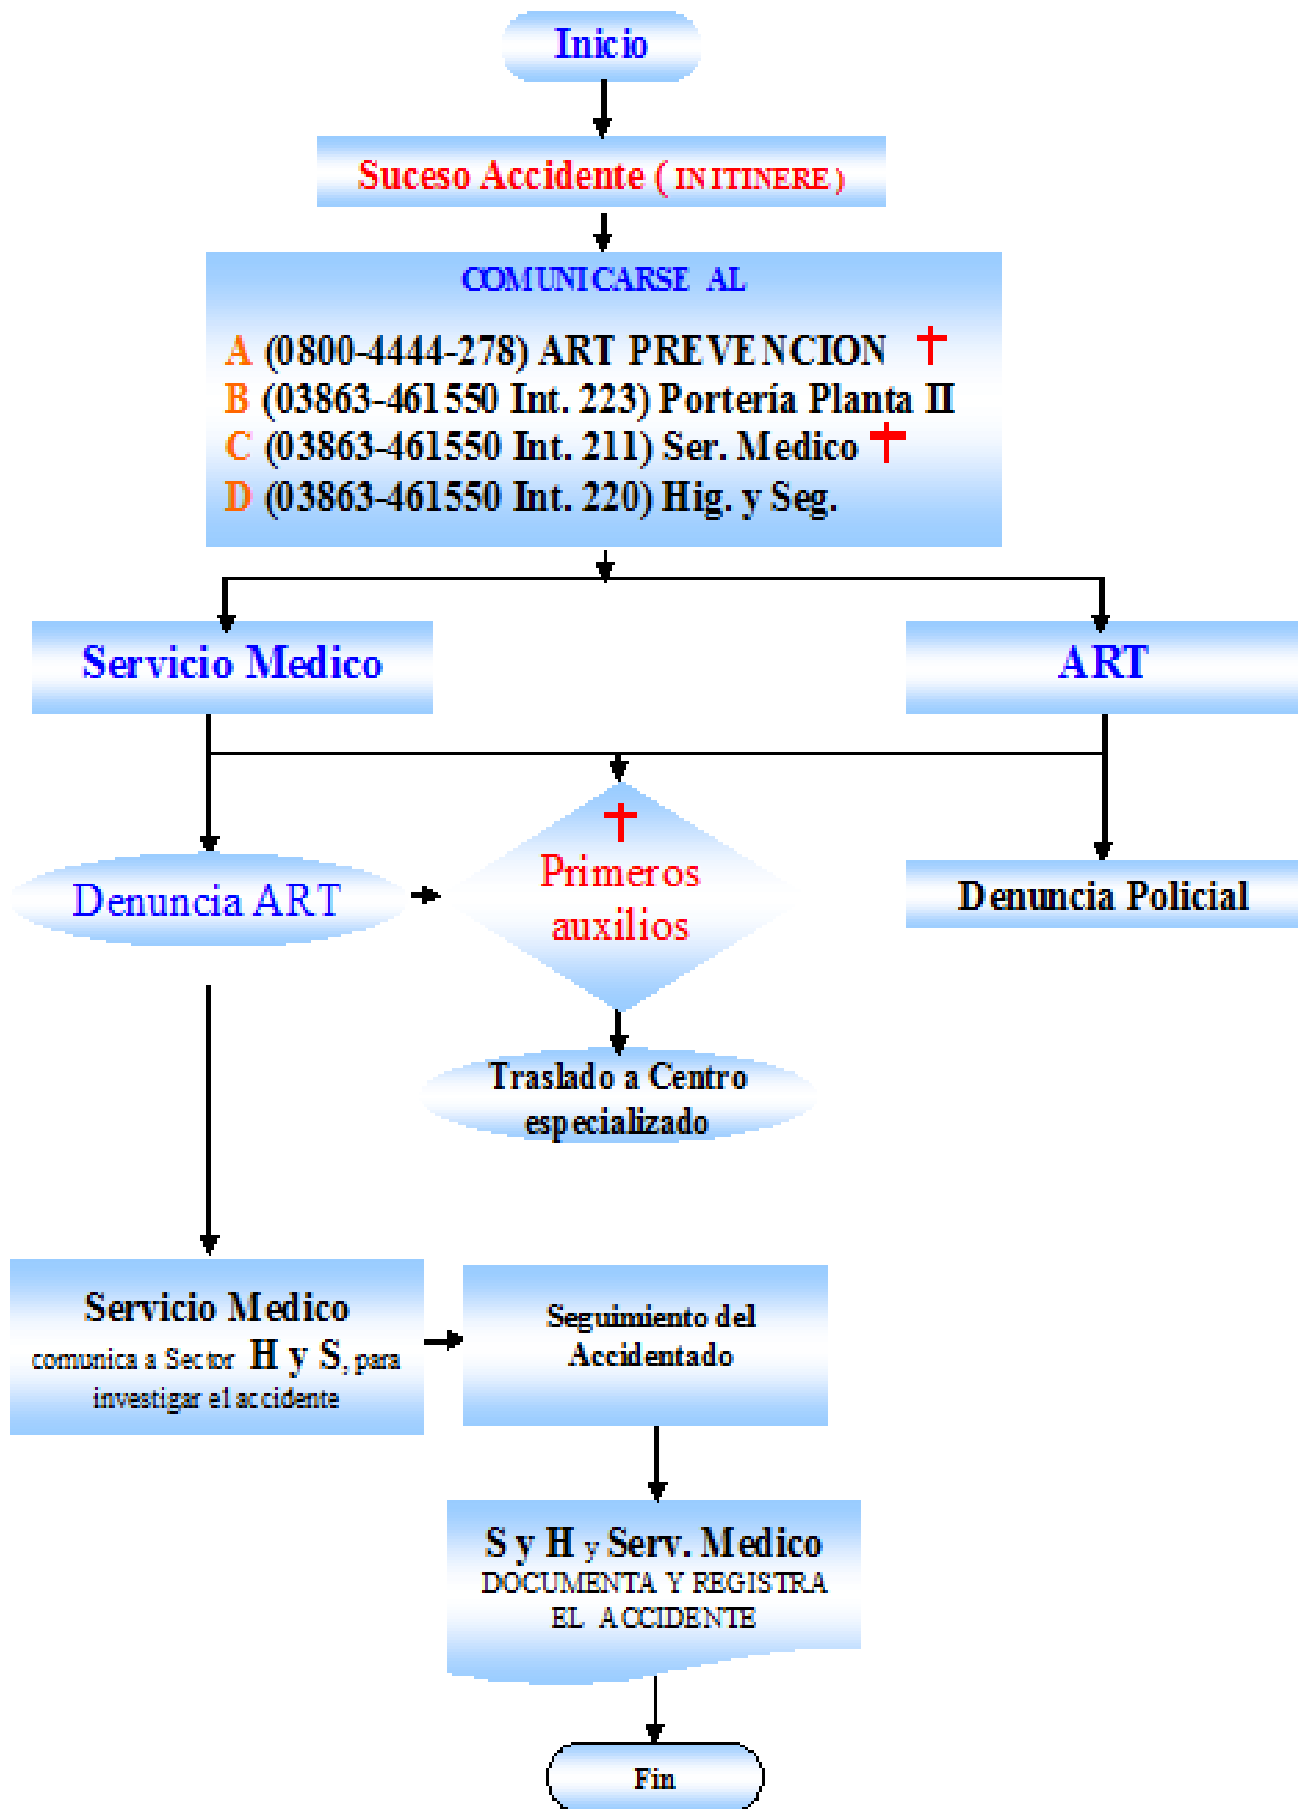 Inicio
Suceso Accidente ( IN ITINERE )
COMUNICARSE AL
A (0800-4444-278) ART PREVENCION
B (03863-461550 Int. 223) Portería Planta II
C (03863-461550 Int. 211) Ser. Medico
D (03863-461550 Int. 220) Hig. y Seg.
Servicio Medico
ART
Denuncia ART
Primeros
auxilios
Denuncia Policial
Traslado a Centro
especializado
Servicio Medico
comunica a Sector H y S, para
investigar el accidente
Seguimiento del
Accidentado
S y H y Serv. Medico
DOCUMENTA Y REGISTRA
EL ACCIDENTE
Fin